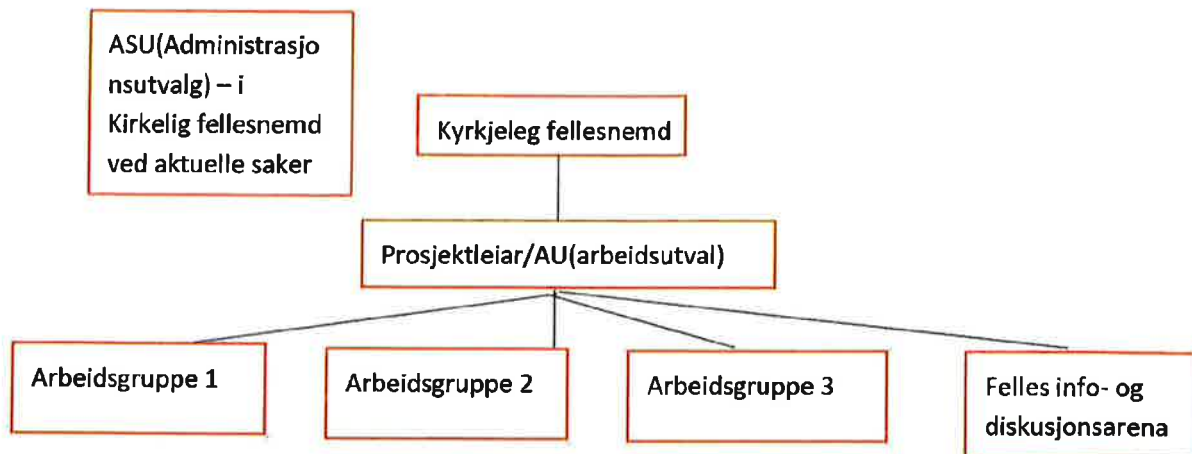 ASU(Administrasjo
nsutvalg) – i
Kirkelig fellesnemd
ved aktuelle saker
Kyrkjeleg fellesnemd
Prosjektleiar/AU(arbeidsutval)
Arbeidsgruppe 1
Arbeidsgruppe 2
Arbeidsgruppe 3
Felles info- og
diskusjonsarena